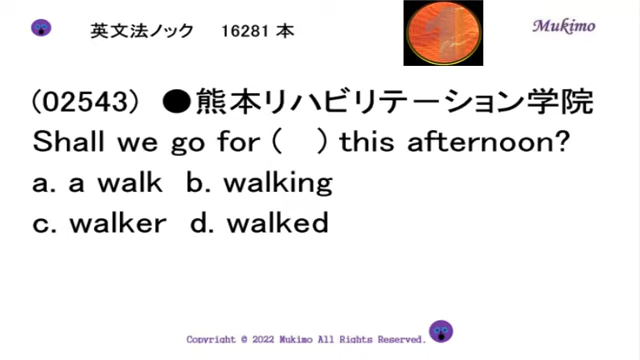 英文法ノック 16281 本
Mukimo
(02543) ●熊本リハビリテーション学院
Shall we go for ( ) this afternoon?
a. a walk b. walking
c. walker d. walked
Copyright © 2022 Mukimo All Rights Reserved.